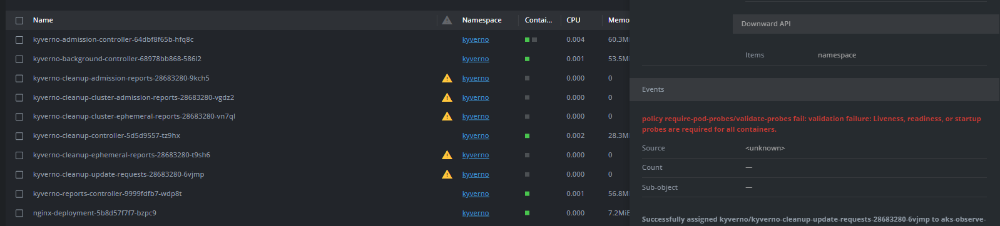 Name Namespace Contai... CPU Memo
kyverno-admission-controller-64dbf8f65b-hfq8c kyverno 0.004 60.3M
kyverno-background-controller-68978bb868-586l2 kyverno 0.001 53.5M
kyverno-cleanup-admission-reports-28683280-9kch5 kyverno 0.000 0
kyverno-cleanup-cluster-admission-reports-28683280-vgdz2 kyverno 0.000 0
kyverno-cleanup-cluster-ephemeral-reports-28683280-vn7ql kyverno 0.000 0
kyverno-cleanup-controller-5d5d9557-tz9hx kyverno 0.002 28.3M
kyverno-cleanup-ephemeral-reports-28683280-t9sh6 kyverno 0.000 0
kyverno-cleanup-update-requests-28683280-6vjmp kyverno 0.000 0
kyverno-reports-controller-9999fdfb7-wdp8t kyverno 0.001 56.8M
nginx-deployment-5b8d57f7f7-bzpc9 kyverno 0.000 7.2MiB
Downward API
Items namespace
Events
policy require-pod-probes/validate-probes fail: validation failure: Liveness, readiness, or startup
probes are required for all containers.
Source <unknown>
Count —
Sub-object —
Successfully assigned kyverno/kyverno-cleanup-update-requests-28683280-6vjmp to aks-observe-